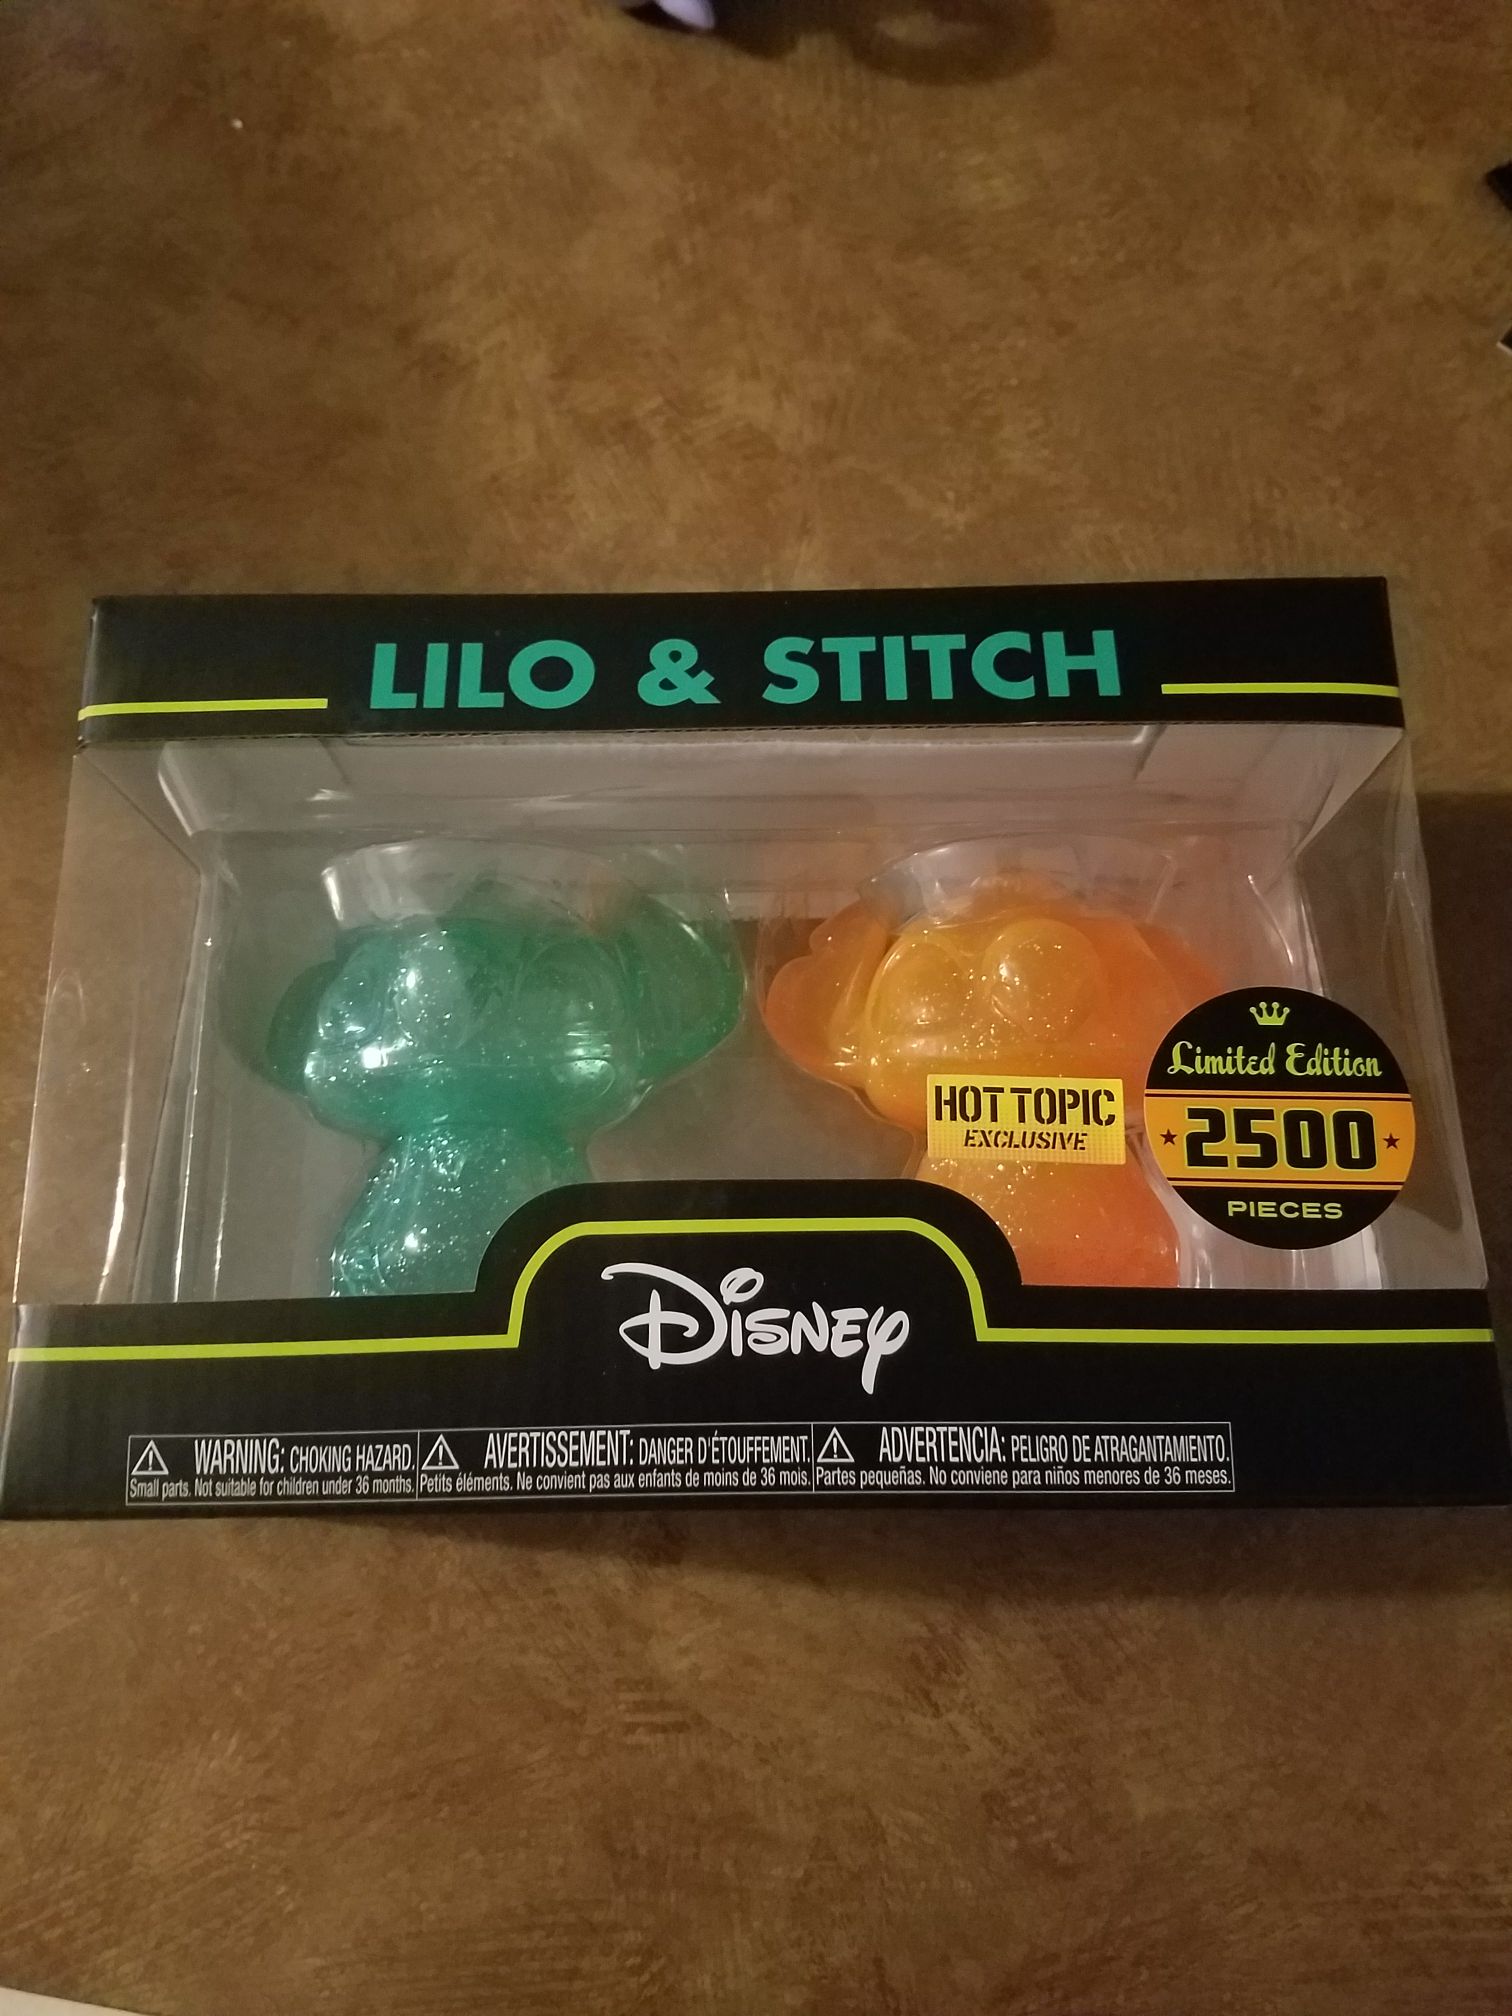 LILO & STITCH
HOT TOPIC
EXCLUSIVE
Limited Edition
2500
PIECES
Disney
WARNING: CHOKING HAZARD.
Small parts. Not suitable for children under 36 months.
AVERTISSEMENT: DANGER D'ÉTOUFFEMENT.
Petits éléments. Ne convient pas aux enfants de moins de 36 mois.
ADVERTENCIA: PELIGRO DE ATRAGANTAMIENTO.
Partes pequeñas. No conviene para niños menores de 36 meses.